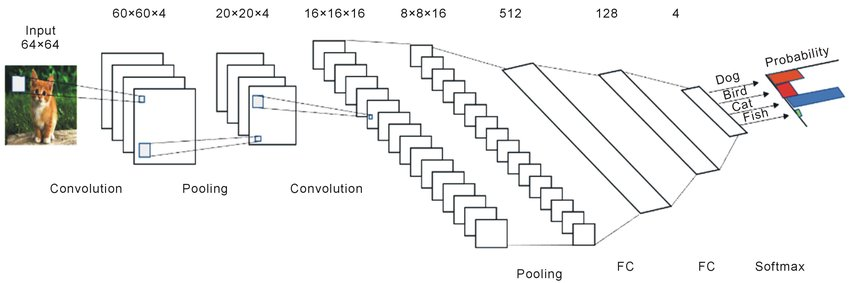 Input
64×64
60×60×4
20×20×4
16×16×16
8×8×16
512
128
4
Probability
Dog
Bird
Cat
Fish
Convolution
Pooling
Convolution
Pooling
FC
FC
Softmax